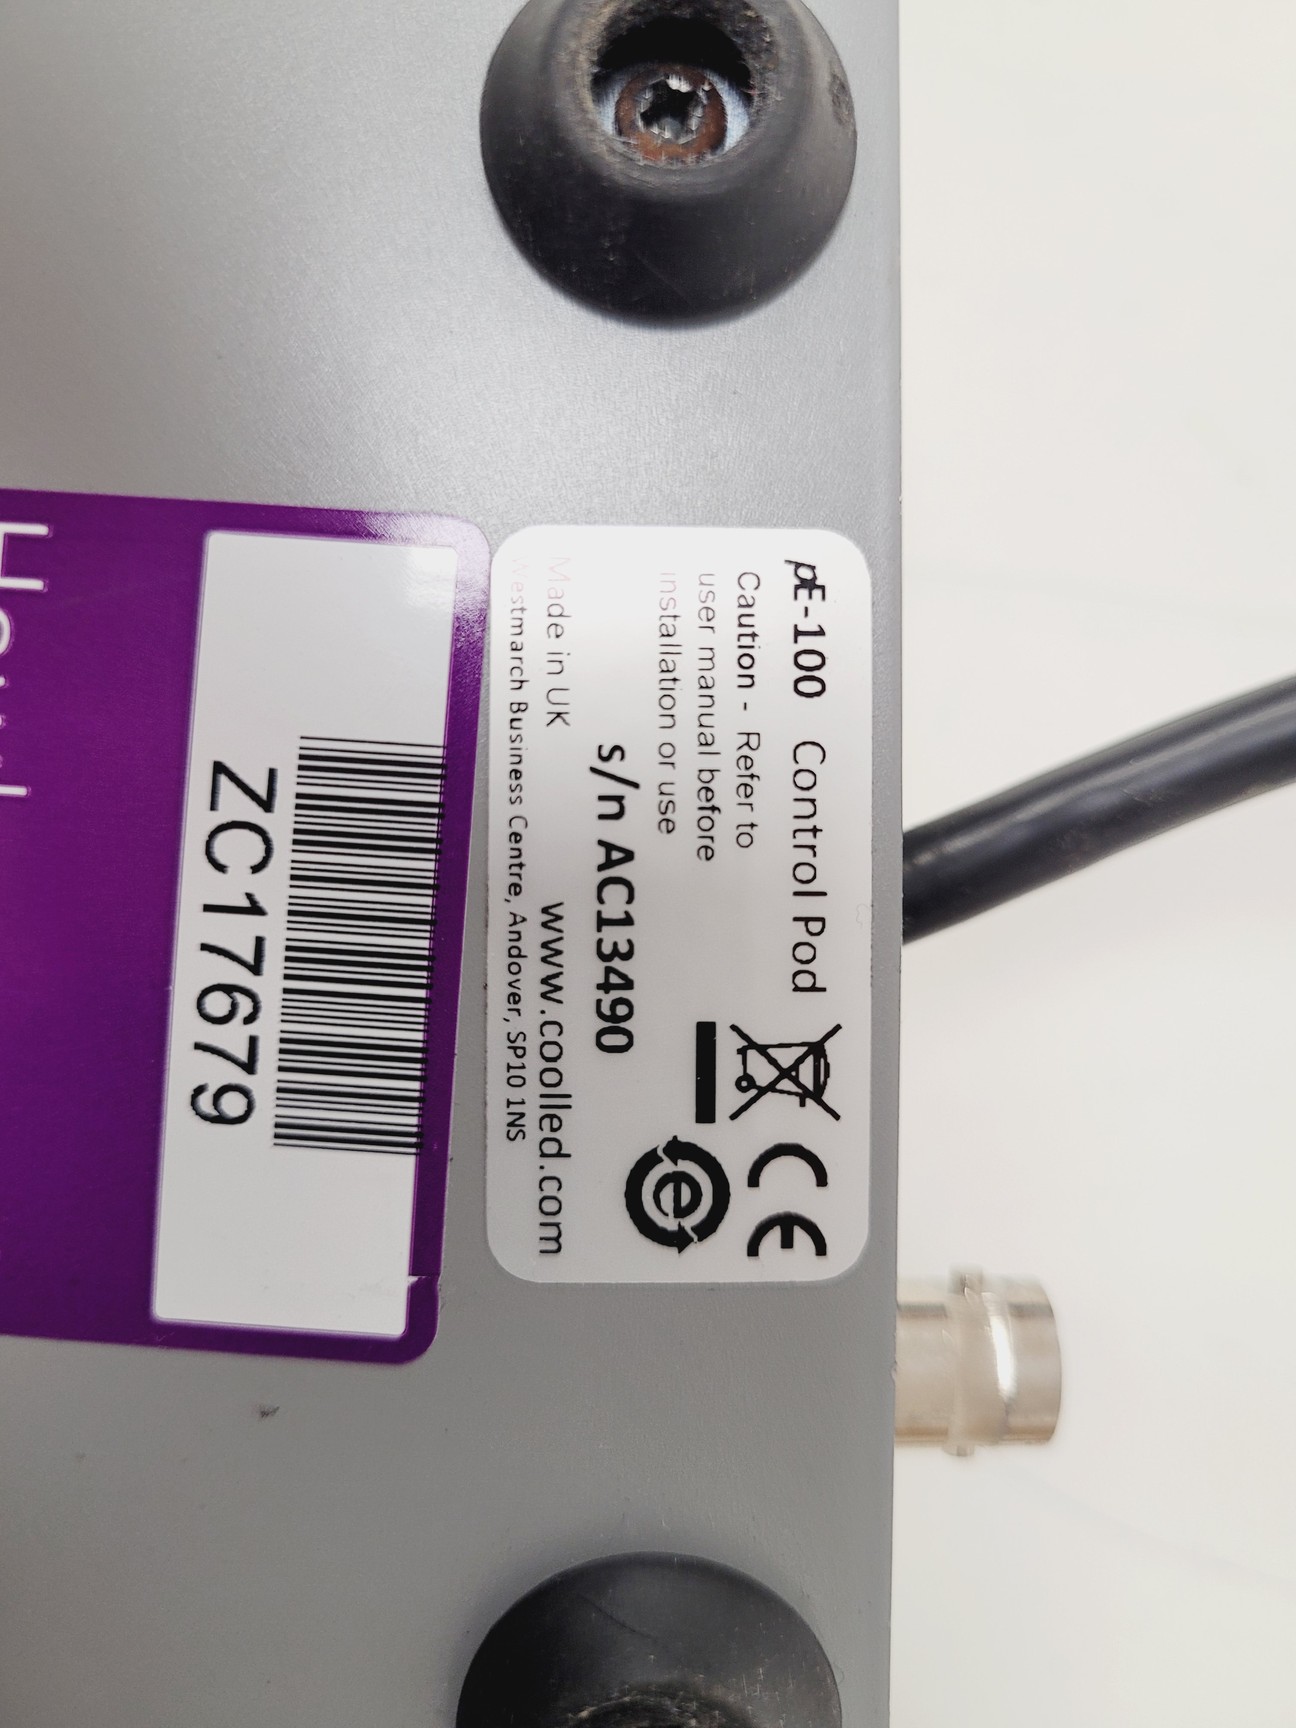 pE-100 Control Pod
Caution - Refer to
user manual before
installation or use
s/n AC13490
Made in UK www.coolled.com
Westmarch Business Centre, Andover, SP10 1NS
CE
e
ZC17679